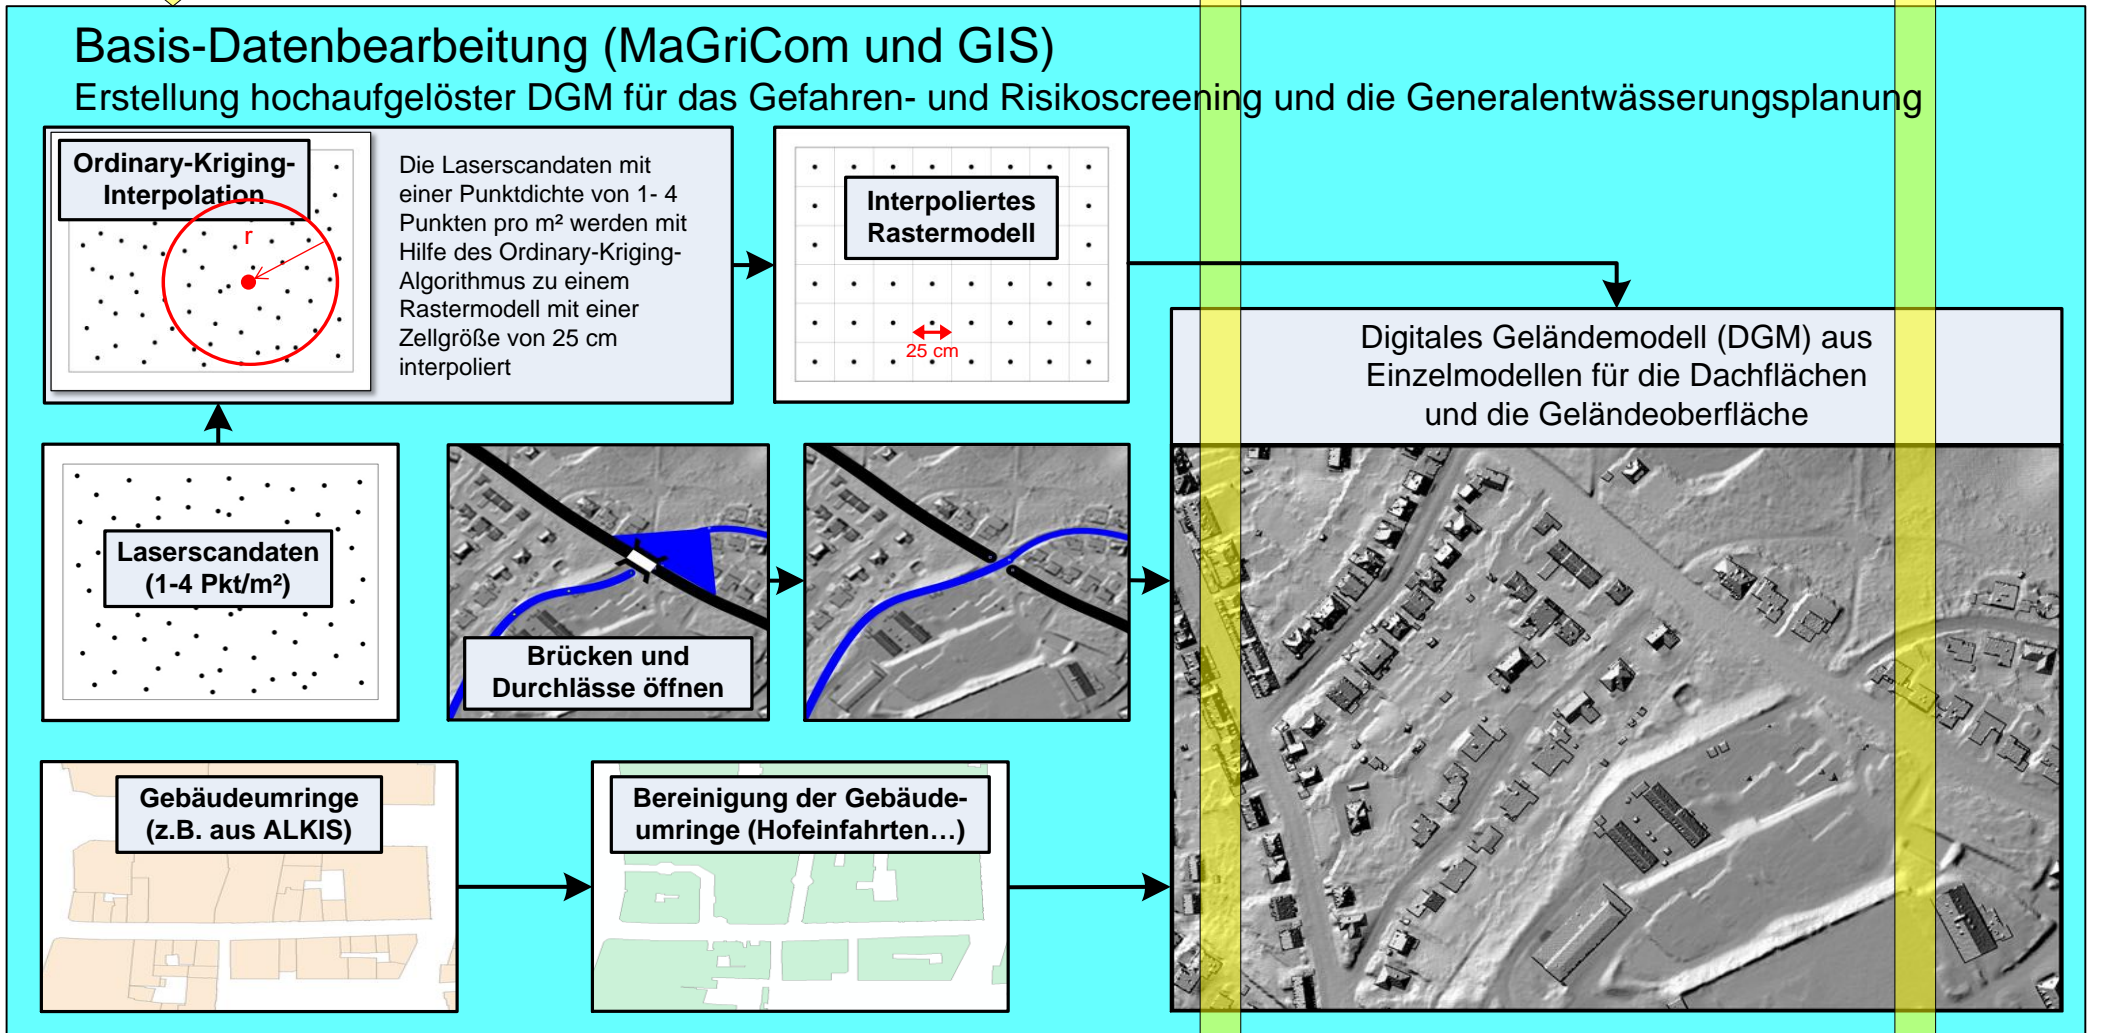 Basis-Datenbearbeitung (MaGriCom und GIS)
Erstellung hochaufgelöster DGM für das Gefahren- und Risikoscreening und die Generalentwässerungsplanung
Ordinary-Kriging-
Interpolation
r
Die Laserscandaten mit
einer Punktdichte von 1- 4
Punkten pro m² werden mit
Hilfe des Ordinary-Kriging-
Algorithmus zu einem
Rastermodell mit einer
Zellgröße von 25 cm
interpoliert
Interpoliertes
Rastermodell
25 cm
Digitales Geländemodell (DGM) aus
Einzelmodellen für die Dachflächen
und die Geländeoberfläche
Laserscandaten
(1-4 Pkt/m²)
Brücken und
Durchlässe öffnen
Gebäudeumringe
(z.B. aus ALKIS)
Bereinigung der Gebäude-
umringe (Hofeinfahrten…)